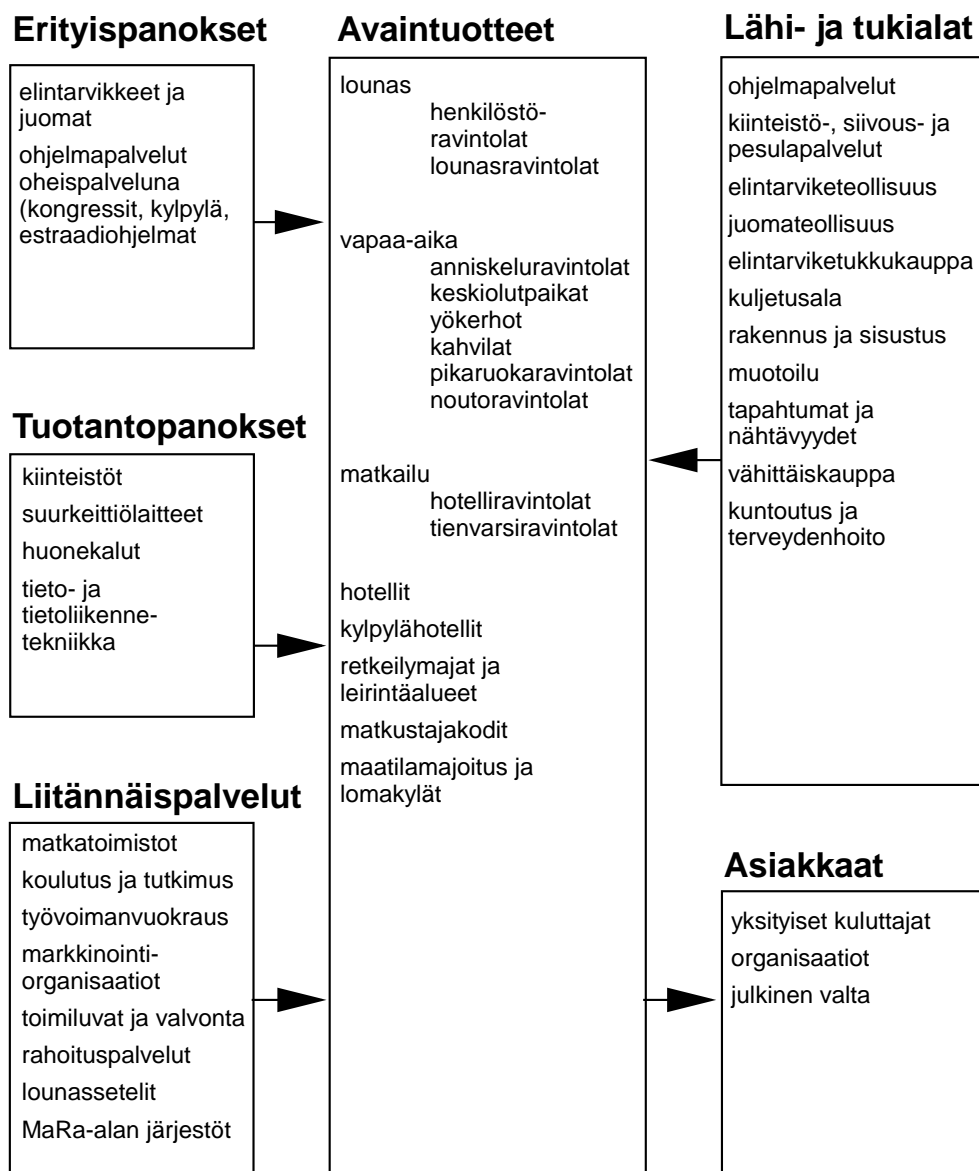 Erityispanokset
elintarvikkeet ja
juomat
ohjelmapalvelut
oheispalveluna
(kongressit, kylpylä,
estraadiohjelmat
Tuotantopanokset
kiinteistöt
suurkeittiölaitteet
huonekalut
tieto- ja
tietoliikenne-
tekniikka
Liitännäispalvelut
matkatoimistot
koulutus ja tutkimus
työvoimanvuokraus
markkinointi-
organisaatiot
toimiluvat ja valvonta
rahoituspalvelut
lounassetelit
MaRa-alan järjestöt
Avaintuotteet
lounas
henkilöstö-
ravintolat
lounasravintolat
vapaa-aika
anniskeluravintolat
keskiolutpaikat
yökerhot
kahvilat
pikaruokaravintolat
noutoravintolat
matkailu
hotelliravintolat
tienvarsiravintolat
hotellit
kylpylähotellit
retkeilymajat ja
leirintäalueet
matkustajakodit
maatilamajoitus ja
lomakylät
Lähi- ja tukialat
ohjelmapalvelut
kiinteistö-, siivous- ja
pesulapalvelut
elintarviketeollisuus
juomateollisuus
elintarviketukkukauppa
kuljetusala
rakennus ja sisustus
muotoilu
tapahtumat ja
nähtävyydet
vähittäiskauppa
kuntoutus ja
terveydenhoito
Asiakkaat
yksityiset kuluttajat
organisaatiot
julkinen valta